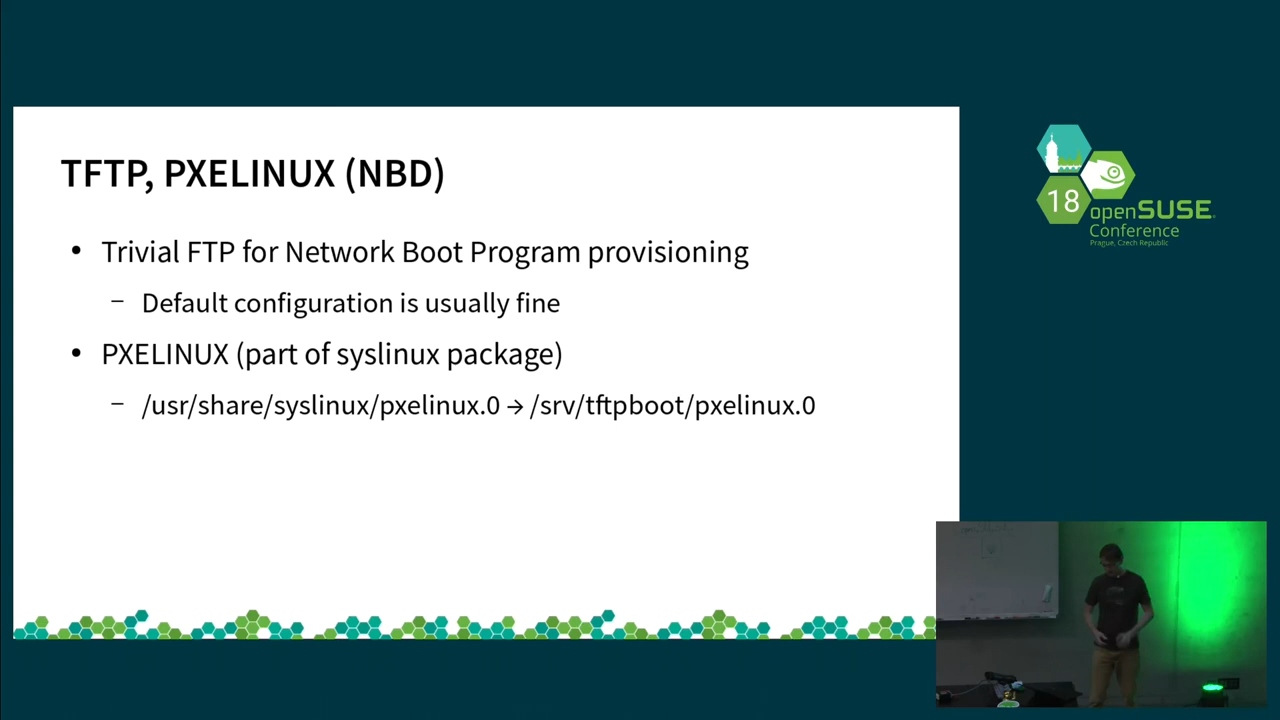 TFTP, PXELINUX (NBD)
• Trivial FTP for Network Boot Program provisioning
– Default configuration is usually fine
• PXELINUX (part of syslinux package)
– /usr/share/syslinux/pxelinux.0 → /srv/tftpboot/pxelinux.0
18
openSUSE
Conference
Prague, Czech Republic